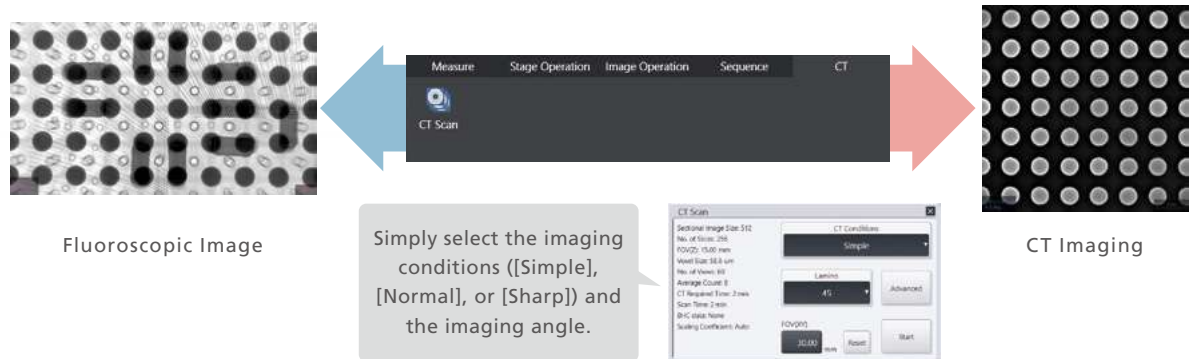 Measure
Stage Operation
Image Operation
Sequence
CT
CT Scan
Fluoroscopic Image
Simply select the imaging
conditions ([Simple],
[Normal], or [Sharp]) and
the imaging angle.
CT Scan
Sectional Image Size: 512
No. of Slices: 256
FOV(Z): 15.00 mm
Voxel Size: 58.6 um
No. of Views: 60
Average Count: 8
CT Required Time: 2 min
Scan Time: 2 min
BHC data: None
Scaling Coefficient: Auto
CT Conditions
Simple
Lamino
45
Advanced
FOV(XY)
30.00 mm
Reset
Start
CT Imaging